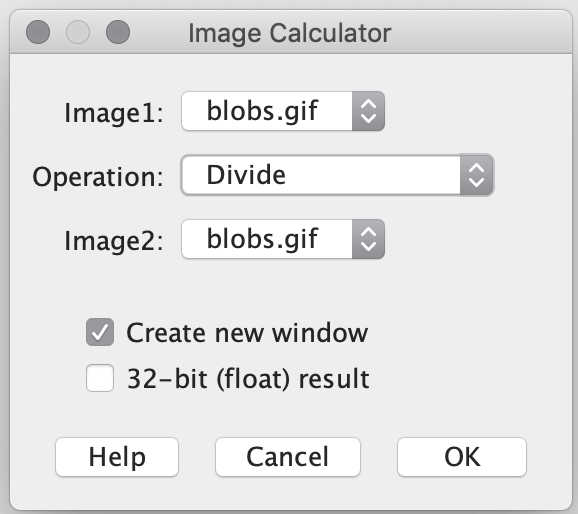 Image Calculator
Image1: blobs.gif
Operation: Divide
Image2: blobs.gif
Create new window
32-bit (float) result
Help Cancel OK